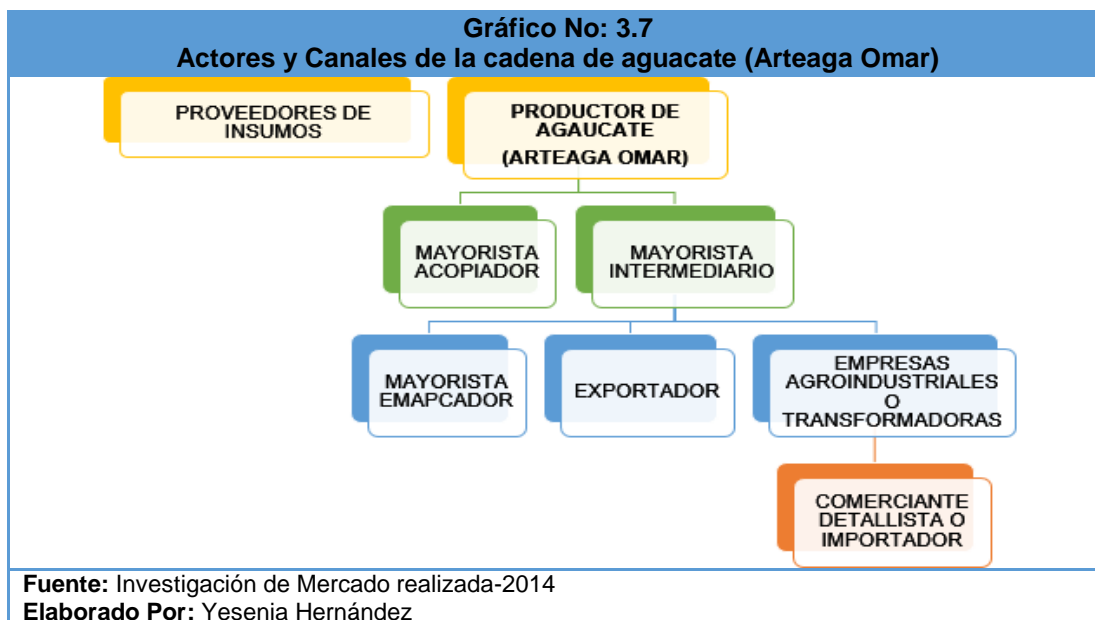 Gráfico No: 3.7
Actores y Canales de la cadena de aguacate (Arteaga Omar)
PROVEEDORES DE
INSUMOS
PRODUCTOR DE
AGAUCATE
(ARTEAGA OMAR)
MAYORISTA
ACOPIADOR
MAYORISTA
INTERMEDIARIO
MAYORISTA
EMAPCADOR
EXPORTADOR
EMPRESAS
AGROINDUSTRIALES
O
TRANSFORMADORAS
COMERCIANTE
DETALLISTA O
IMPORTADOR
Fuente: Investigación de Mercado realizada-2014
Elaborado Por: Yesenia Hernández